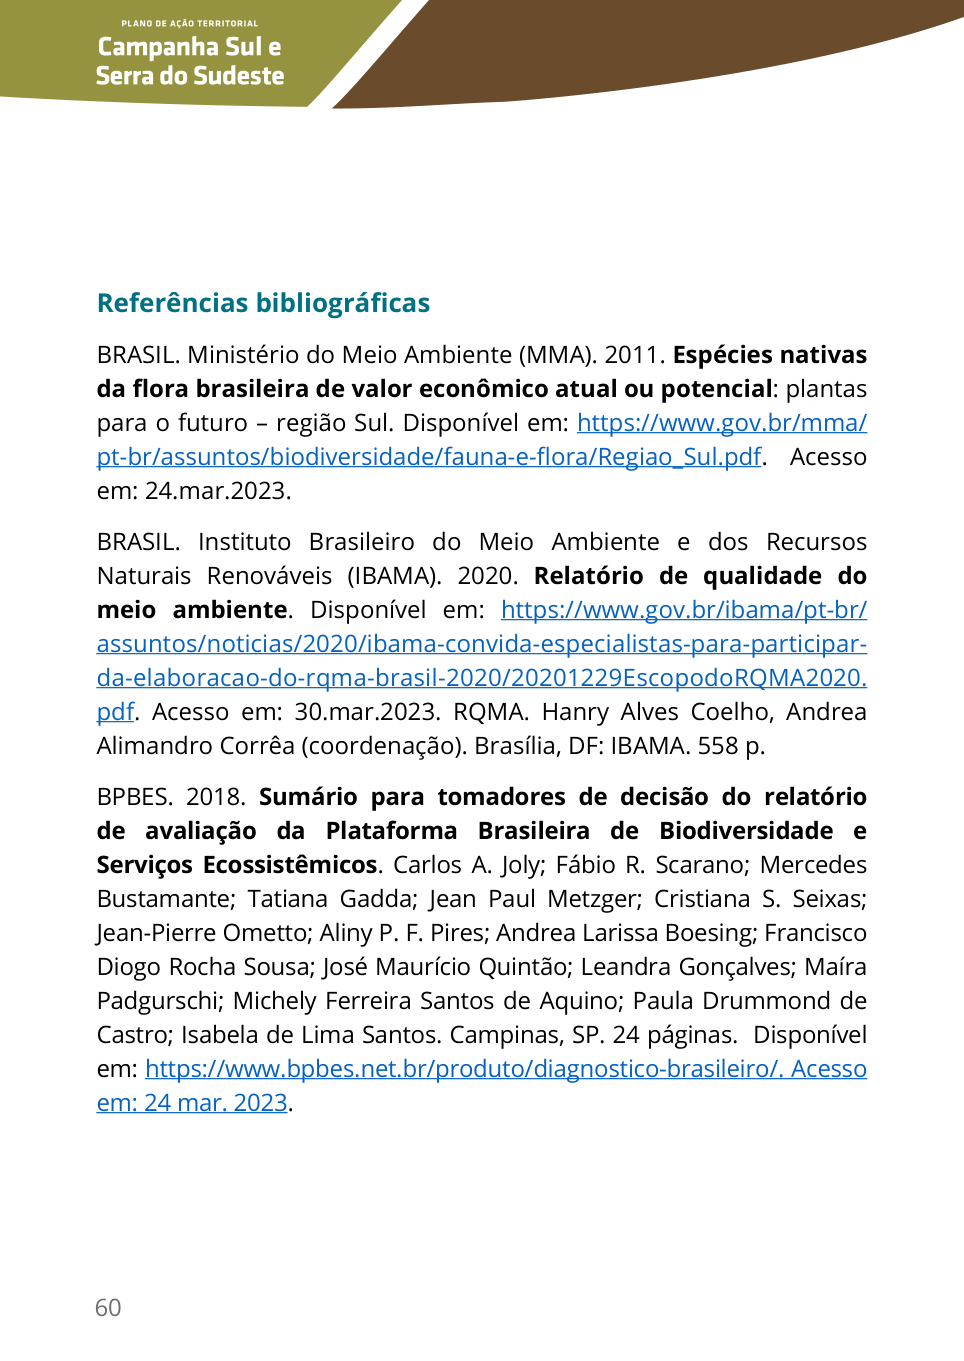 PLANO DE AÇÃO TERRITORIAL
Campanha Sul e
Serra do Sudeste
Referências bibliográficas
BRASIL. Ministério do Meio Ambiente (MMA). 2011. Espécies nativas
da flora brasileira de valor econômico atual ou potencial: plantas
para o futuro – região Sul. Disponível em: https://www.gov.br/mma/
pt-br/assuntos/biodiversidade/fauna-e-flora/Regiao_Sul.pdf. Acesso
em: 24.mar.2023.
BRASIL. Instituto Brasileiro do Meio Ambiente e dos Recursos
Naturais Renováveis (IBAMA). 2020. Relatório de qualidade do
meio ambiente. Disponível em: https://www.gov.br/ibama/pt-br/
assuntos/noticias/2020/ibama-convida-especialistas-para-participar-
da-elaboracao-do-rqma-brasil-2020/20201229EscopodoRQMA2020.
pdf. Acesso em: 30.mar.2023. RQMA. Hanry Alves Coelho, Andrea
Alimandro Corrêa (coordenação). Brasília, DF: IBAMA. 558 p.
BPBES. 2018. Sumário para tomadores de decisão do relatório
de avaliação da Plataforma Brasileira de Biodiversidade e
Serviços Ecossistêmicos. Carlos A. Joly; Fábio R. Scarano; Mercedes
Bustamante; Tatiana Gadda; Jean Paul Metzger; Cristiana S. Seixas;
Jean-Pierre Ometto; Aliny P. F. Pires; Andrea Larissa Boesing; Francisco
Diogo Rocha Sousa; José Maurício Quintão; Leandra Gonçalves; Maíra
Padgurschi; Michely Ferreira Santos de Aquino; Paula Drummond de
Castro; Isabela de Lima Santos. Campinas, SP. 24 páginas. Disponível
em: https://www.bpbes.net.br/produto/diagnostico-brasileiro/. Acesso
em: 24 mar. 2023.
60